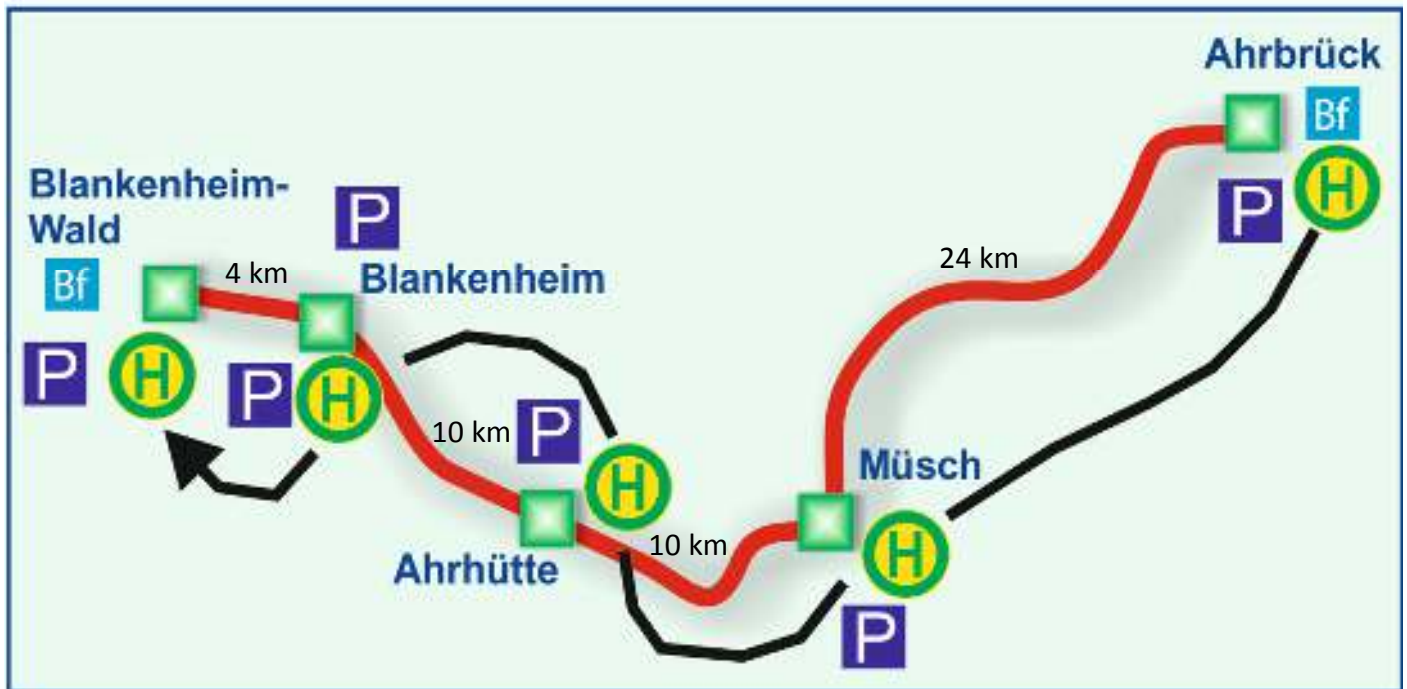 Ahrbrück
Bf
H
P
Blankenheim-
Wald
P
4 km
Blankenheim
24 km
Bf
P
H
P
H
10 km
P
H
Müsch
Ahrhütte
10 km
H
P